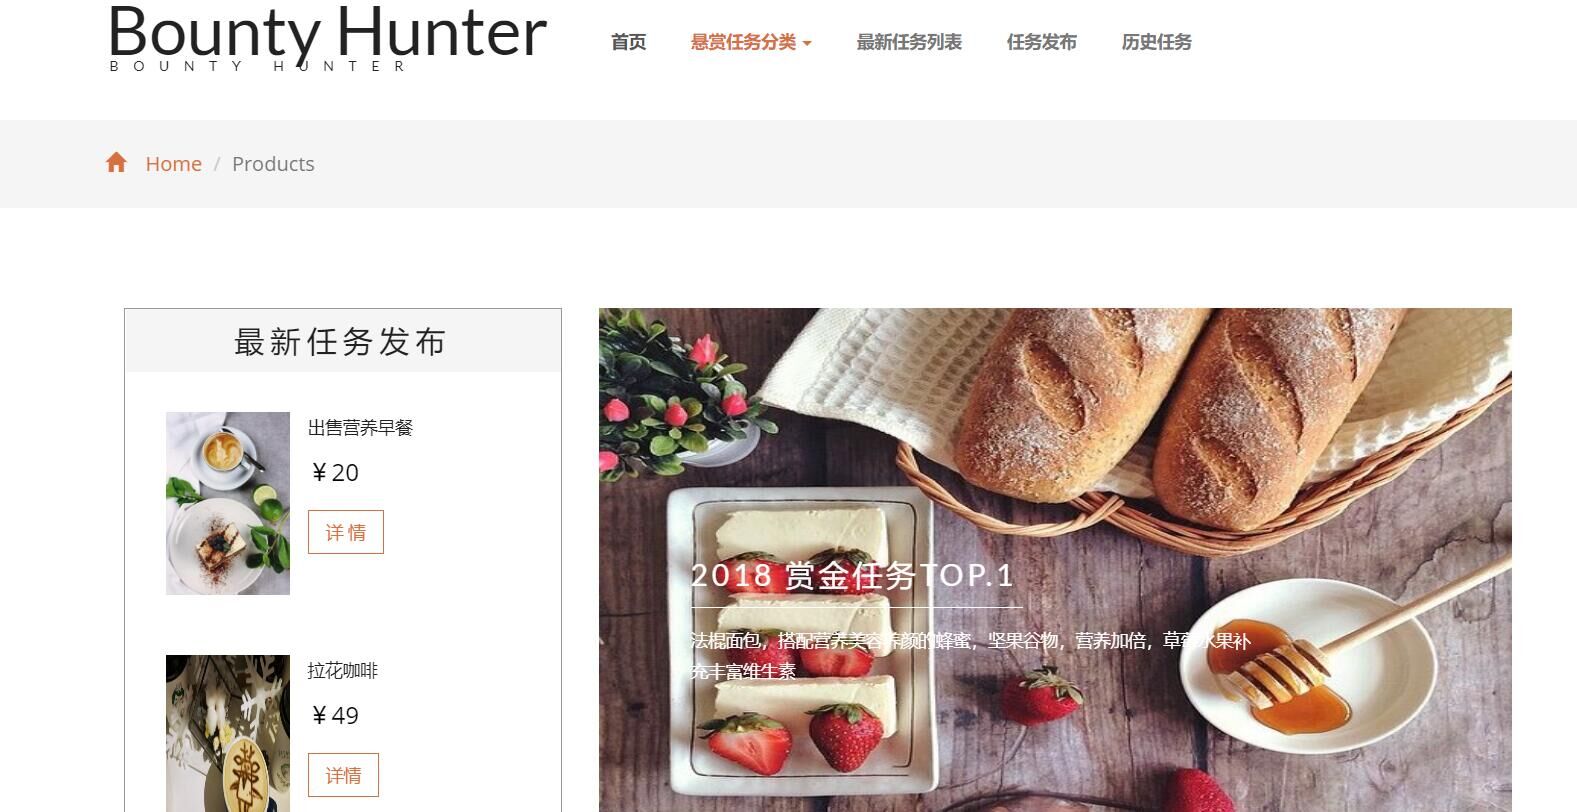 Bounty Hunter
BOUNTY HUNTER
首页 悬赏任务分类 最新任务列表 任务发布 历史任务
Home / Products
最新任务发布
出售营养早餐
￥20
详情
拉花咖啡
￥49
详情
2018 赏金任务TOP.1
法棍面包，搭配营养美容养颜的蜂蜜，坚果谷物，营养加倍，草莓水果补
充丰富维生素